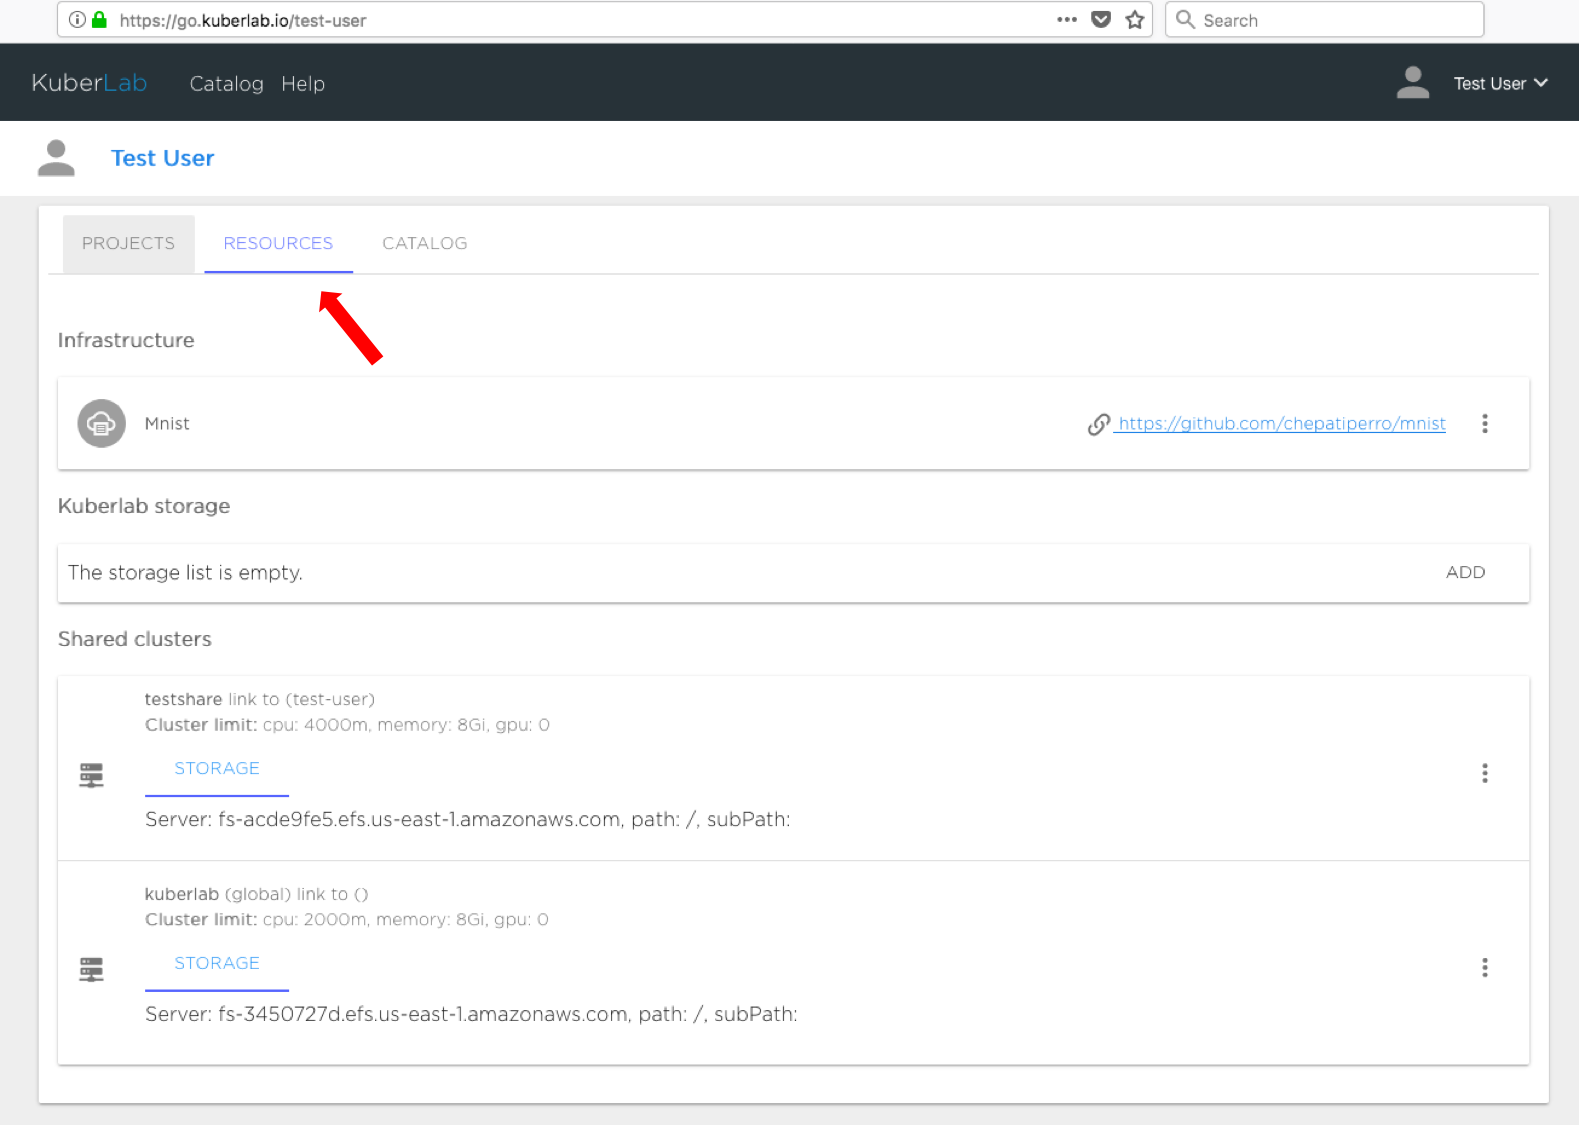 https://go.kuberlab.io/test-user
Search
KuberLab Catalog Help Test User
Test User
PROJECTS RESOURCES CATALOG
Infrastructure
Mnist https://github.com/chepatiperro/mnist
Kuberlab storage
The storage list is empty. ADD
Shared clusters
testshare link to (test-user)
Cluster limit: cpu: 4000m, memory: 8Gi, gpu: 0
STORAGE
Server: fs-acde9fe5.efs.us-east-1.amazonaws.com, path: /, subPath:
kuberlab (global) link to ()
Cluster limit: cpu: 2000m, memory: 8Gi, gpu: 0
STORAGE
Server: fs-3450727d.efs.us-east-1.amazonaws.com, path: /, subPath: